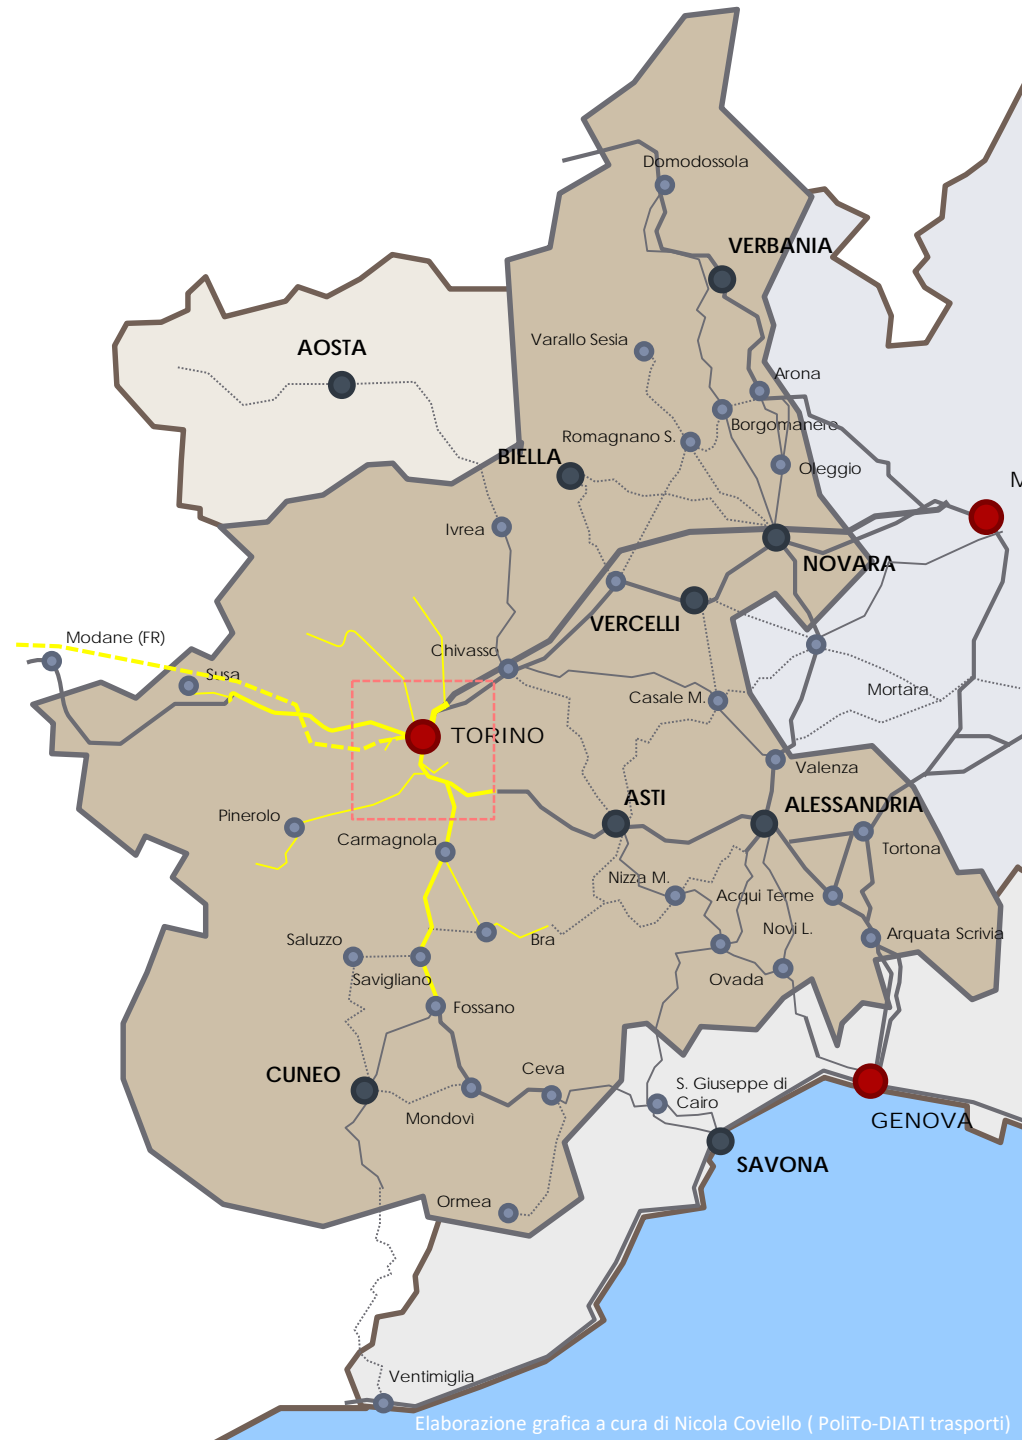 Domodossola
VERBANIA
Varallo Sesia
AOSTA
Arona
Borgomanero
Romagnano S.
BIELLA
Oleggio
M
Ivrea
NOVARA
VERCELLI
Modane (FR)
Chivasso
Susa
Casale M.
Mortara
TORINO
Valenza
ASTI
ALESSANDRIA
Pinerolo
Carmagnola
Tortona
Nizza M.
Acqui Terme
Novi L.
Saluzzo
Bra
Arquata Scrivia
Savigliano
Ovada
Fossano
CUNEO
Ceva
S. Giuseppe di
Cairo
Mondovì
GENOVA
SAVONA
Ormea
Ventimiglia
Elaborazione grafica a cura di Nicola Coviello ( PoliTo-DIATI trasporti)